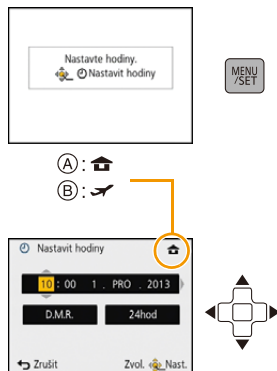 Nastavte hodiny.
Nastavit hodiny
MENU
/SET
A :
B :
Nastavit hodiny
10 : 00 1 . PRO . 2013
D.M.R. 24hod
Zrušit Zvol. Nast.